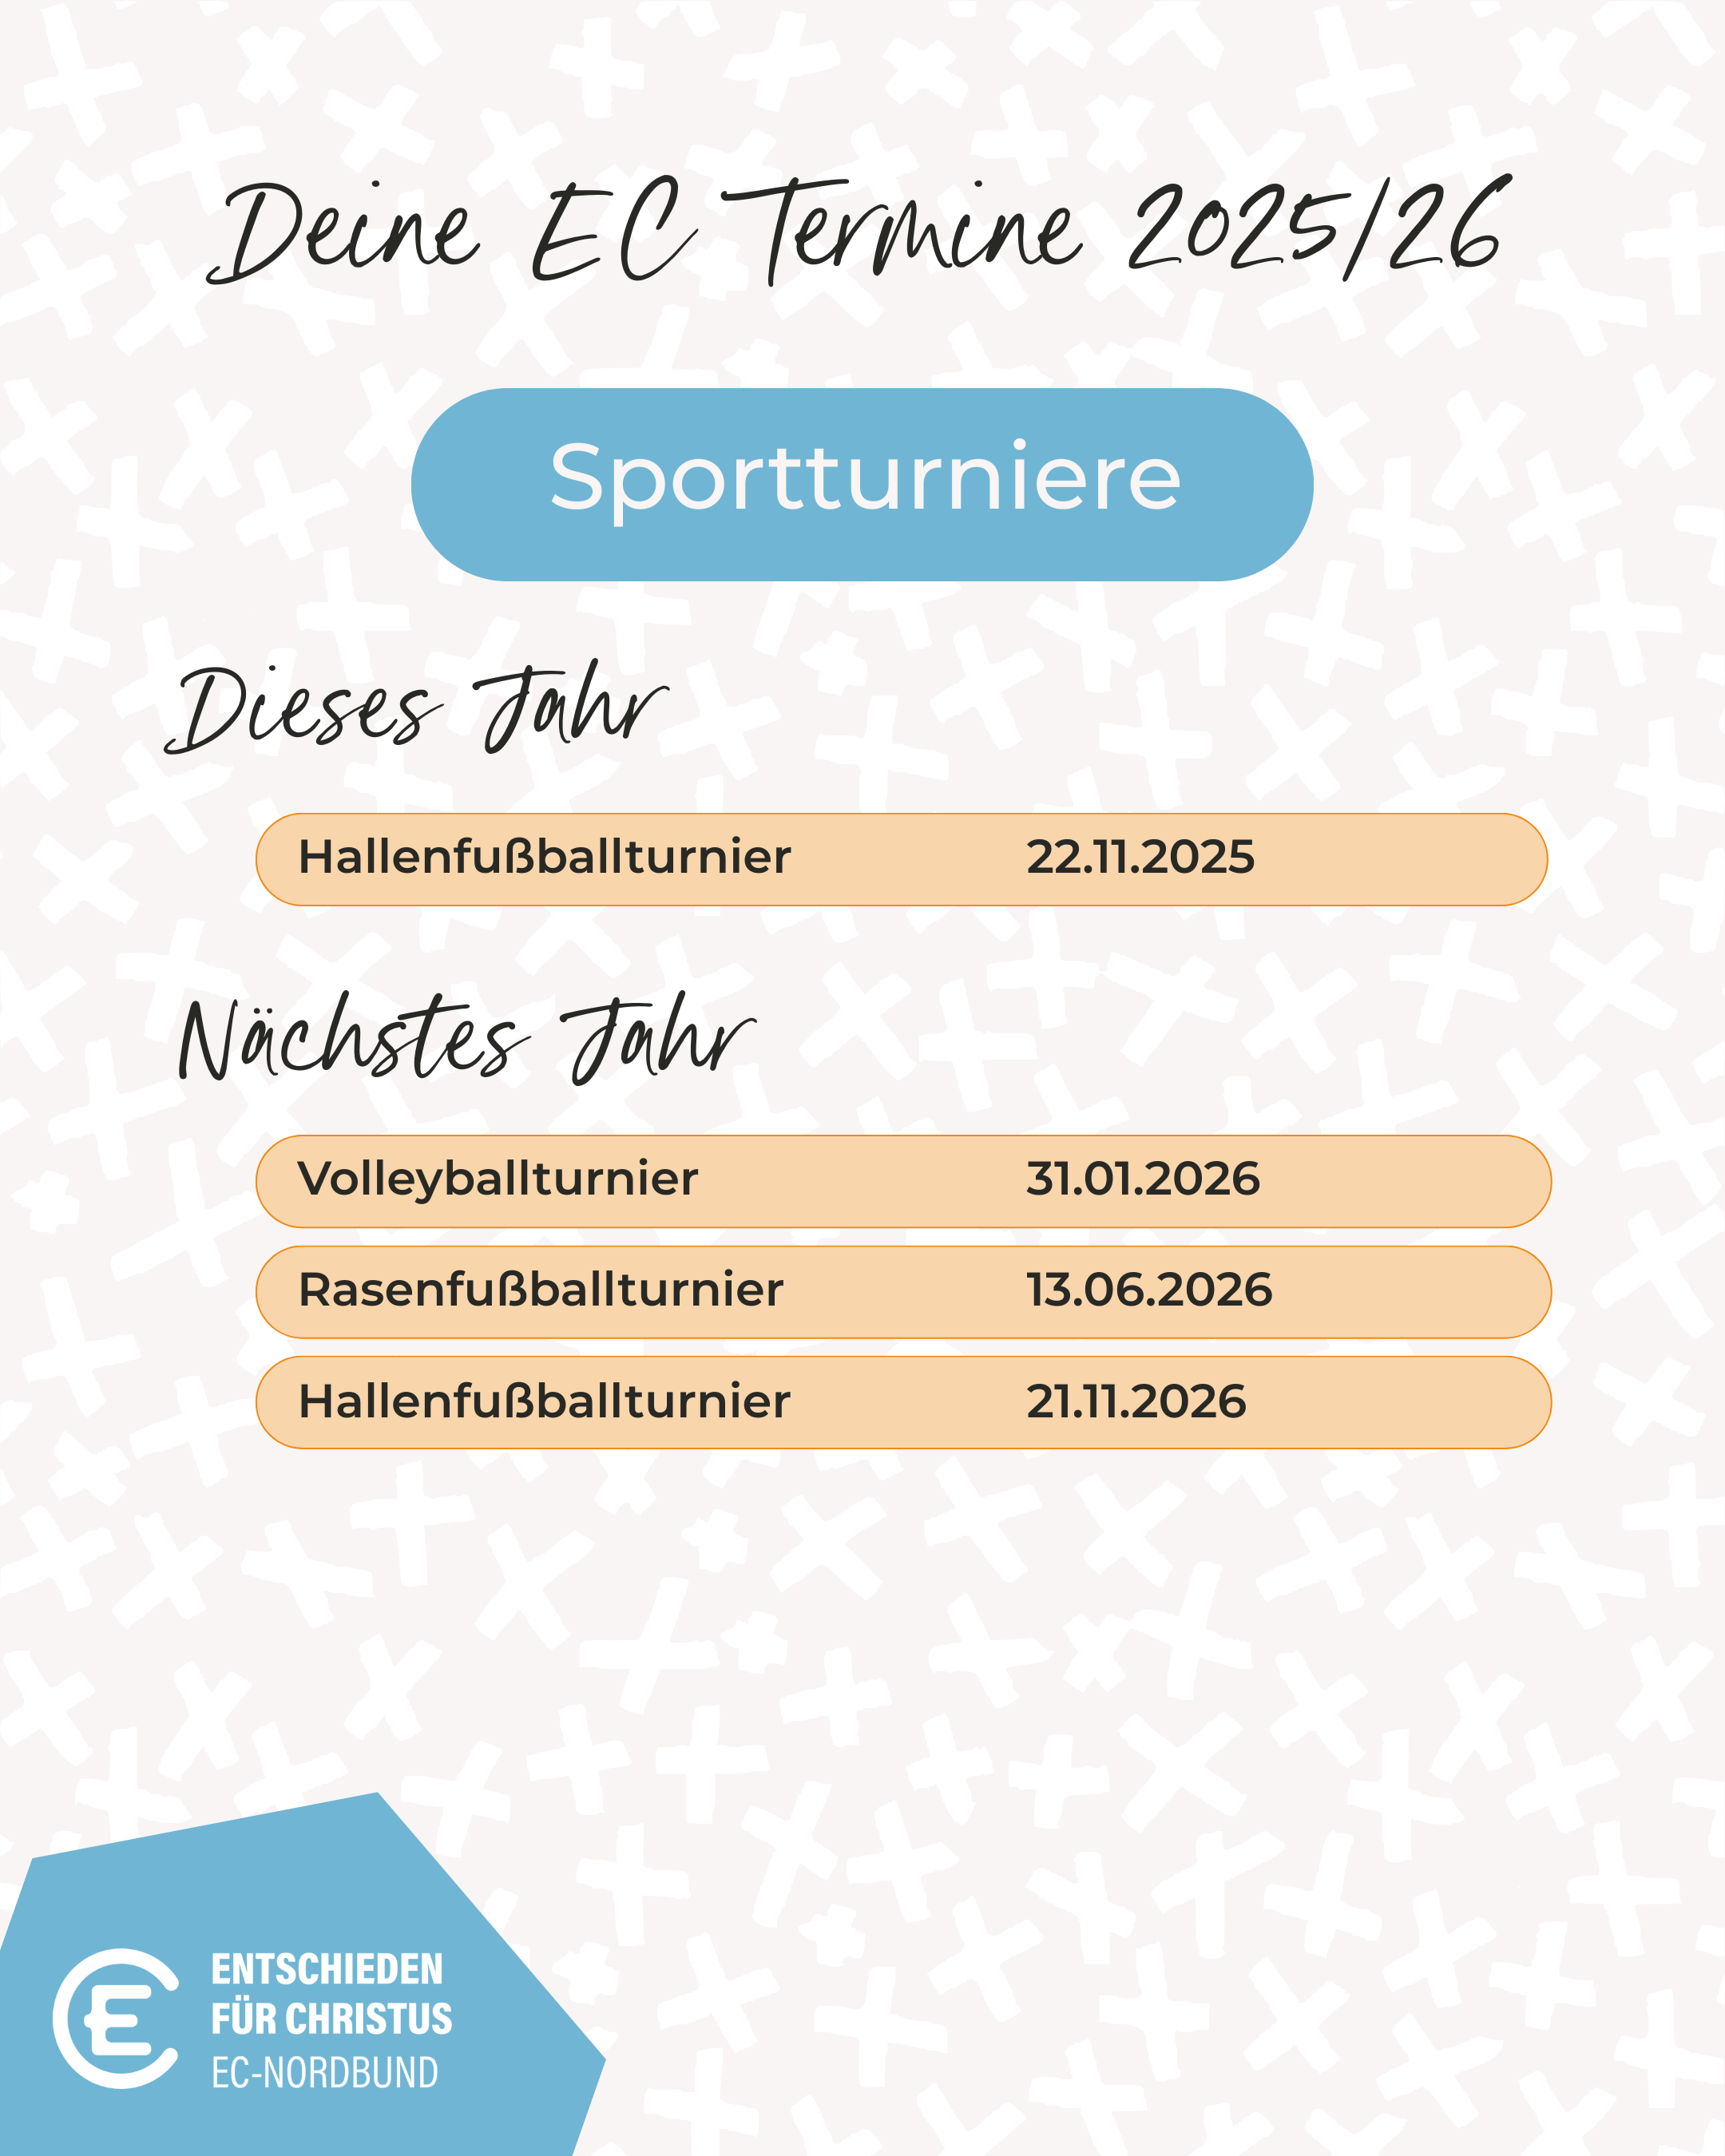 Deine EC Termine 2025/26
Sportturniere
Dieses Jahr
Hallenfußballturnier 22.11.2025
Nächstes Jahr
Volleyballturnier 31.01.2026
Rasenfußballturnier 13.06.2026
Hallenfußballturnier 21.11.2026
ENTSCHIEDEN
FÜR CHRISTUS
EC-NORDBUND